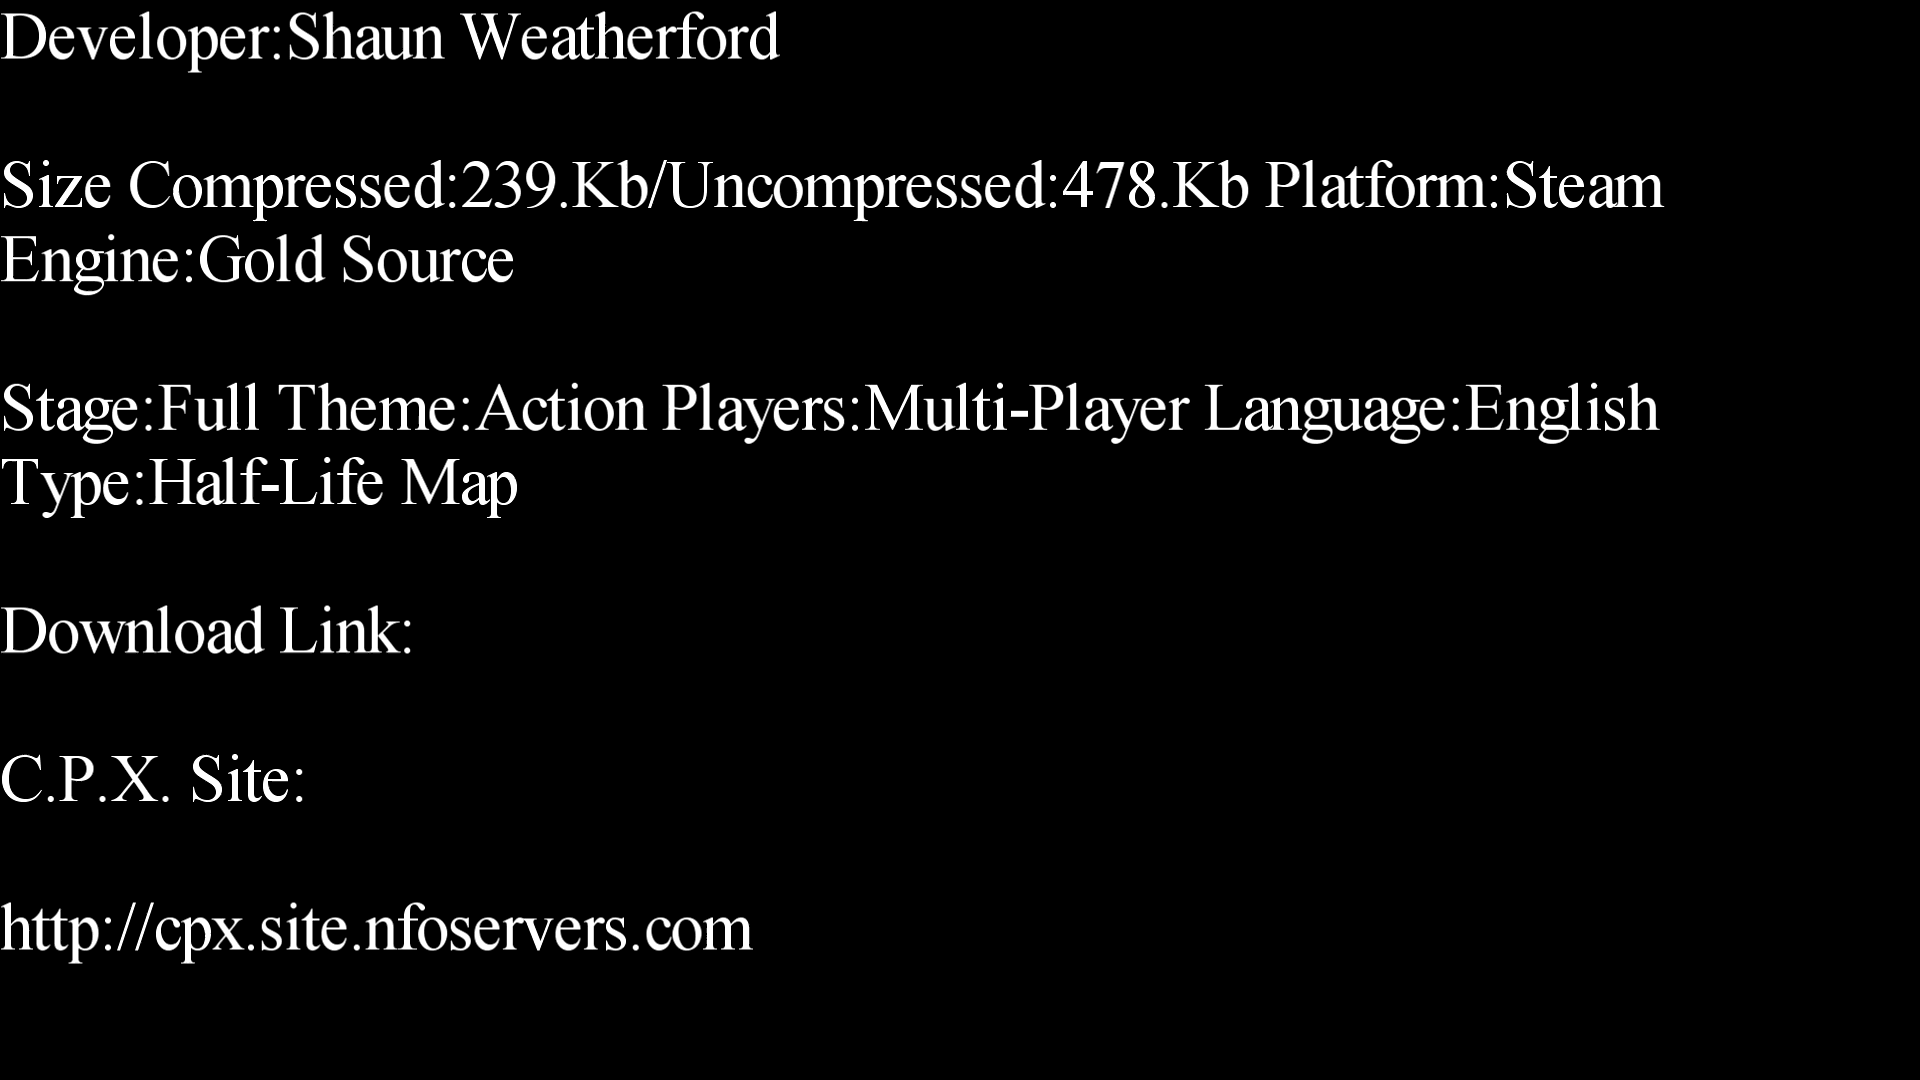 Developer:Shaun Weatherford
Size Compressed:239.Kb/Uncompressed:478.Kb Platform:Steam
Engine:Gold Source
Stage:Full Theme:Action Players:Multi-Player Language:English
Type:Half-Life Map
Download Link:
C.P.X. Site:
http://cpx.site.nfoservers.com